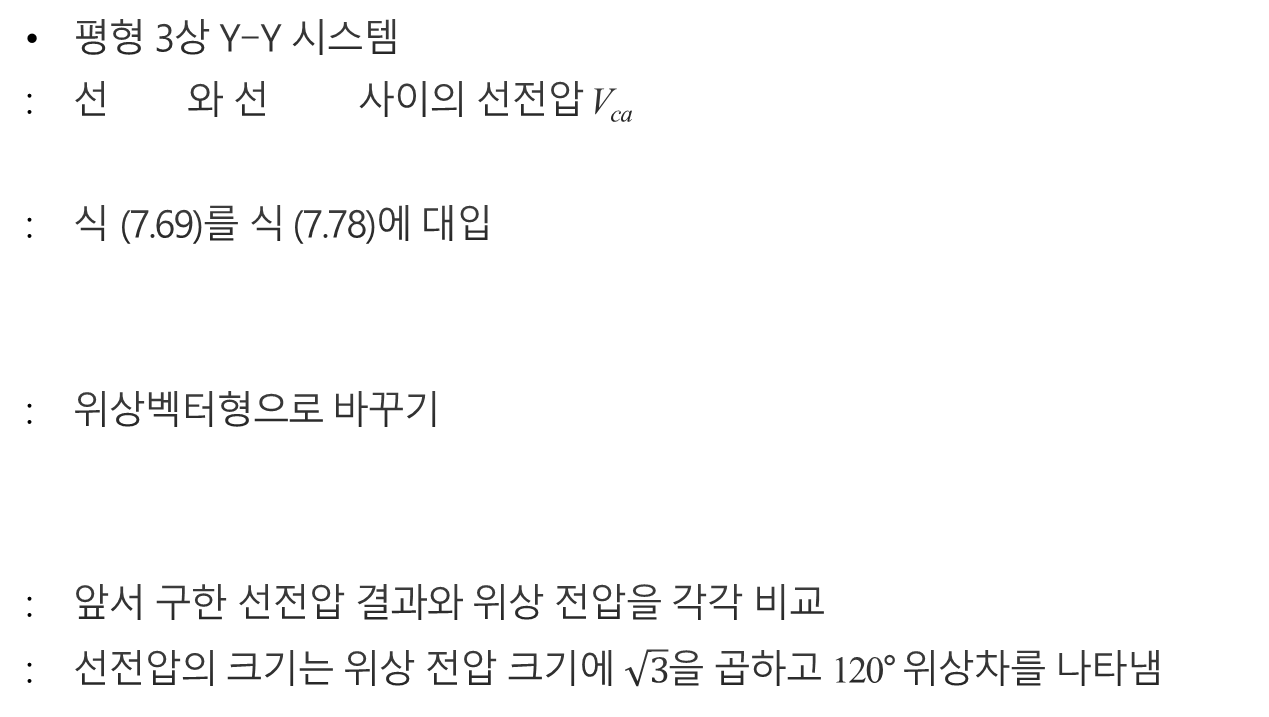 • 평형 3상 Y−Y 시스템
: 선 와 선 사이의 선전압 V_ca
: 식 (7.69)를 식 (7.78)에 대입
: 위상벡터형으로 바꾸기
: 앞서 구한 선전압 결과와 위상 전압을 각각 비교
: 선전압의 크기는 위상 전압 크기에 √3을 곱하고 120° 위상차를 나타냄